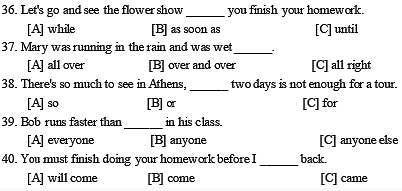 36. Let's go and see the flower show ______ you finish your homework.
[A] while [B] as soon as [C] until
37. Mary was running in the rain and was wet______.
[A] all over [B] over and over [C] all right
38. There's so much to see in Athens, ______ two days is not enough for a tour.
[A] so [B] or [C] for
39. Bob runs faster than ______ in his class.
[A] everyone [B] anyone [C] anyone else
40. You must finish doing your homework before I ______ back.
[A] will come [B] come [C] came